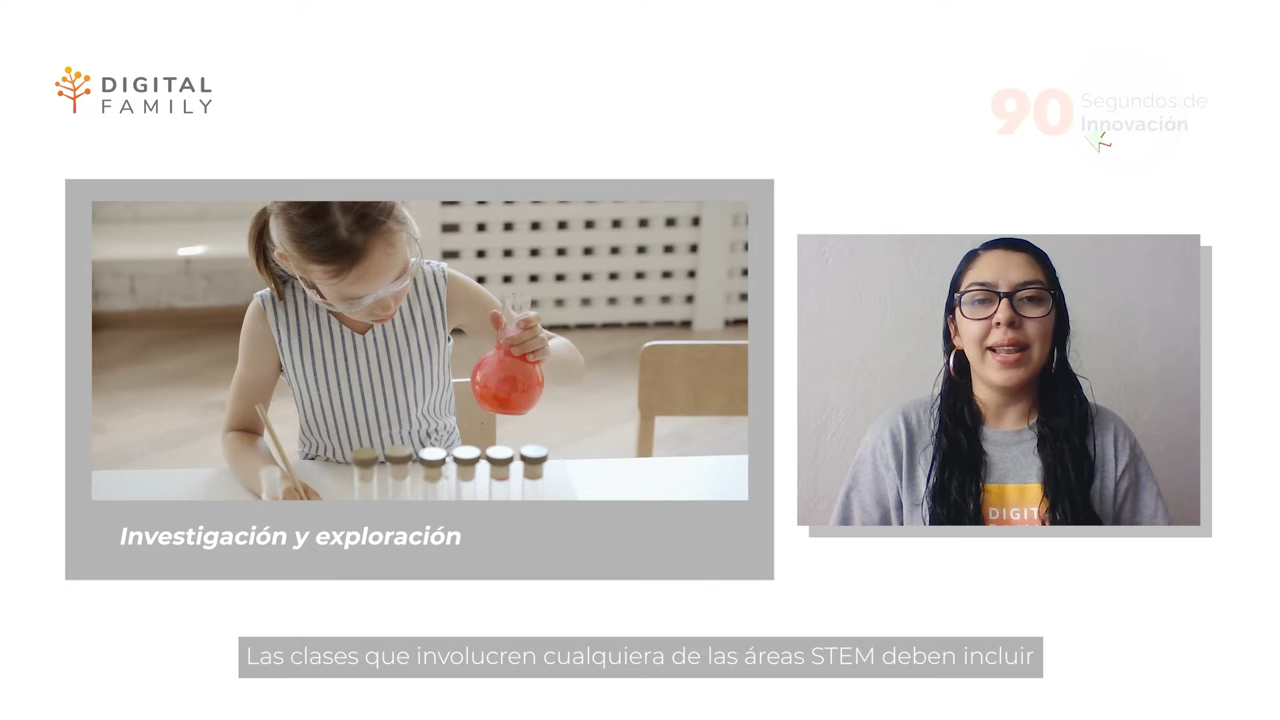 DIGITAL
FAMILY
90 Segundos de
Innovación
DIGIT
Investigación y exploración
Las clases que involucren cualquiera de las áreas STEM deben incluir